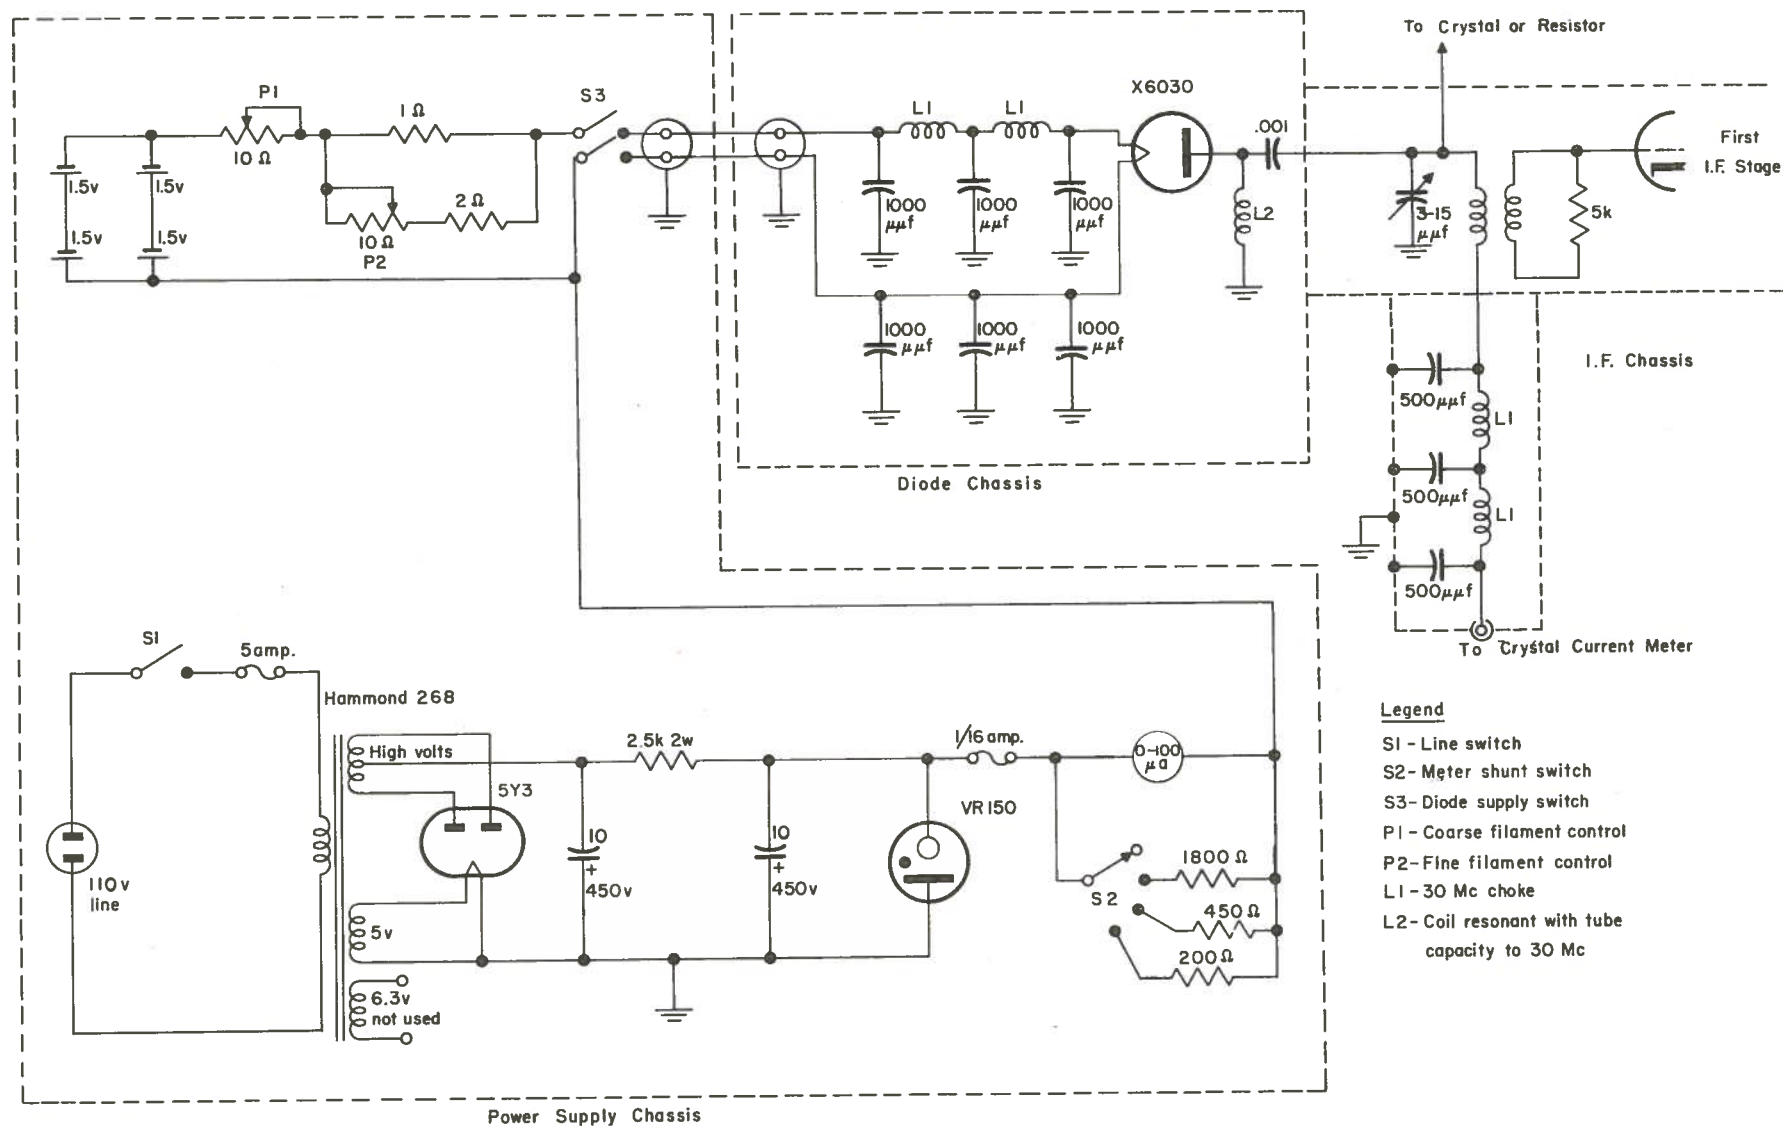 To Crystal or Resistor
P1
10 Ω
1 Ω
S3
1.5v
1.5v
1.5v
1.5v
2 Ω
10 Ω
P2
L1
L1
X6030
.001
1000
μμf
1000
μμf
1000
μμf
L2
3-15
μμf
5k
First
I.F. Stage
1000
μμf
1000
μμf
1000
μμf
Diode Chassis
I.F. Chassis
500μμf
L1
500μμf
L1
500μμf
To Crystal Current Meter
S1
5amp.
Hammond 268
High volts
5Y3
2.5k 2w
1/16 amp.
0-100
μa
VR150
10
+
450v
10
+
450v
110v
line
5v
6.3v
not used
S2
1800 Ω
450 Ω
200 Ω
Legend
S1 - Line switch
S2 - Meter shunt switch
S3 - Diode supply switch
P1 - Coarse filament control
P2 - Fine filament control
L1 - 30 Mc choke
L2 - Coil resonant with tube
capacity to 30 Mc
Power Supply Chassis